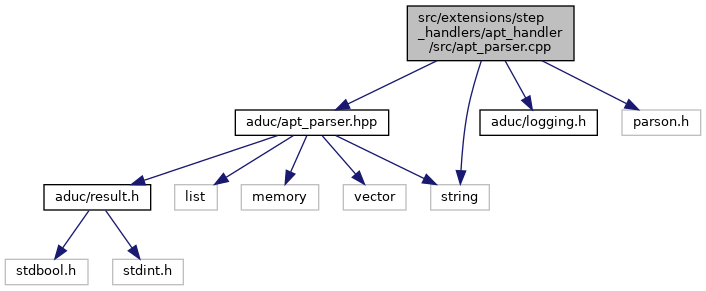 src/extensions/step
_handlers/apt_handler
/src/apt_parser.cpp
aduc/apt_parser.hpp
aduc/logging.h
parson.h
aduc/result.h
list
memory
vector
string
stdbool.h
stdint.h